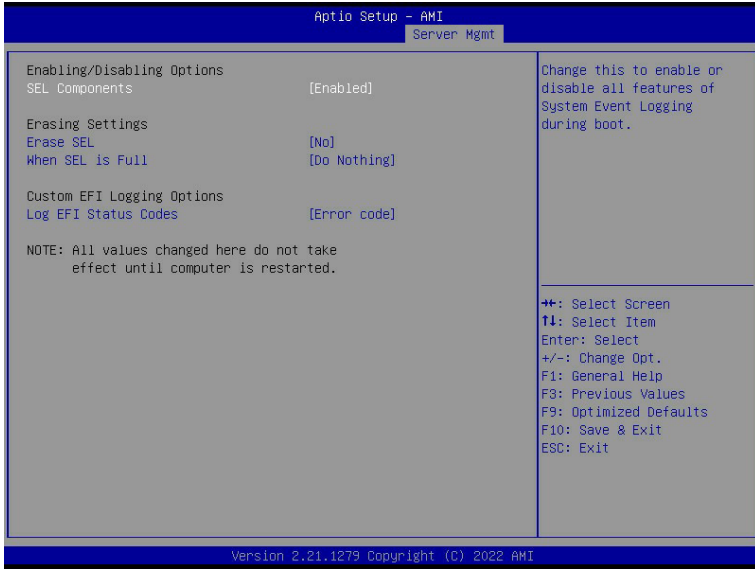 Aptio Setup – AMI
Server Mgmt
Enabling/Disabling Options
SEL Components [Enabled]
Erasing Settings
Erase SEL [No]
When SEL is Full [Do Nothing]
Custom EFI Logging Options
Log EFI Status Codes [Error code]
NOTE: All values changed here do not take
effect until computer is restarted.
Change this to enable or
disable all features of
System Event Logging
during boot.
→←: Select Screen
↑↓: Select Item
Enter: Select
+/-: Change Opt.
F1: General Help
F3: Previous Values
F9: Optimized Defaults
F10: Save & Exit
ESC: Exit
Version 2.21.1279 Copyright (C) 2022 AMI